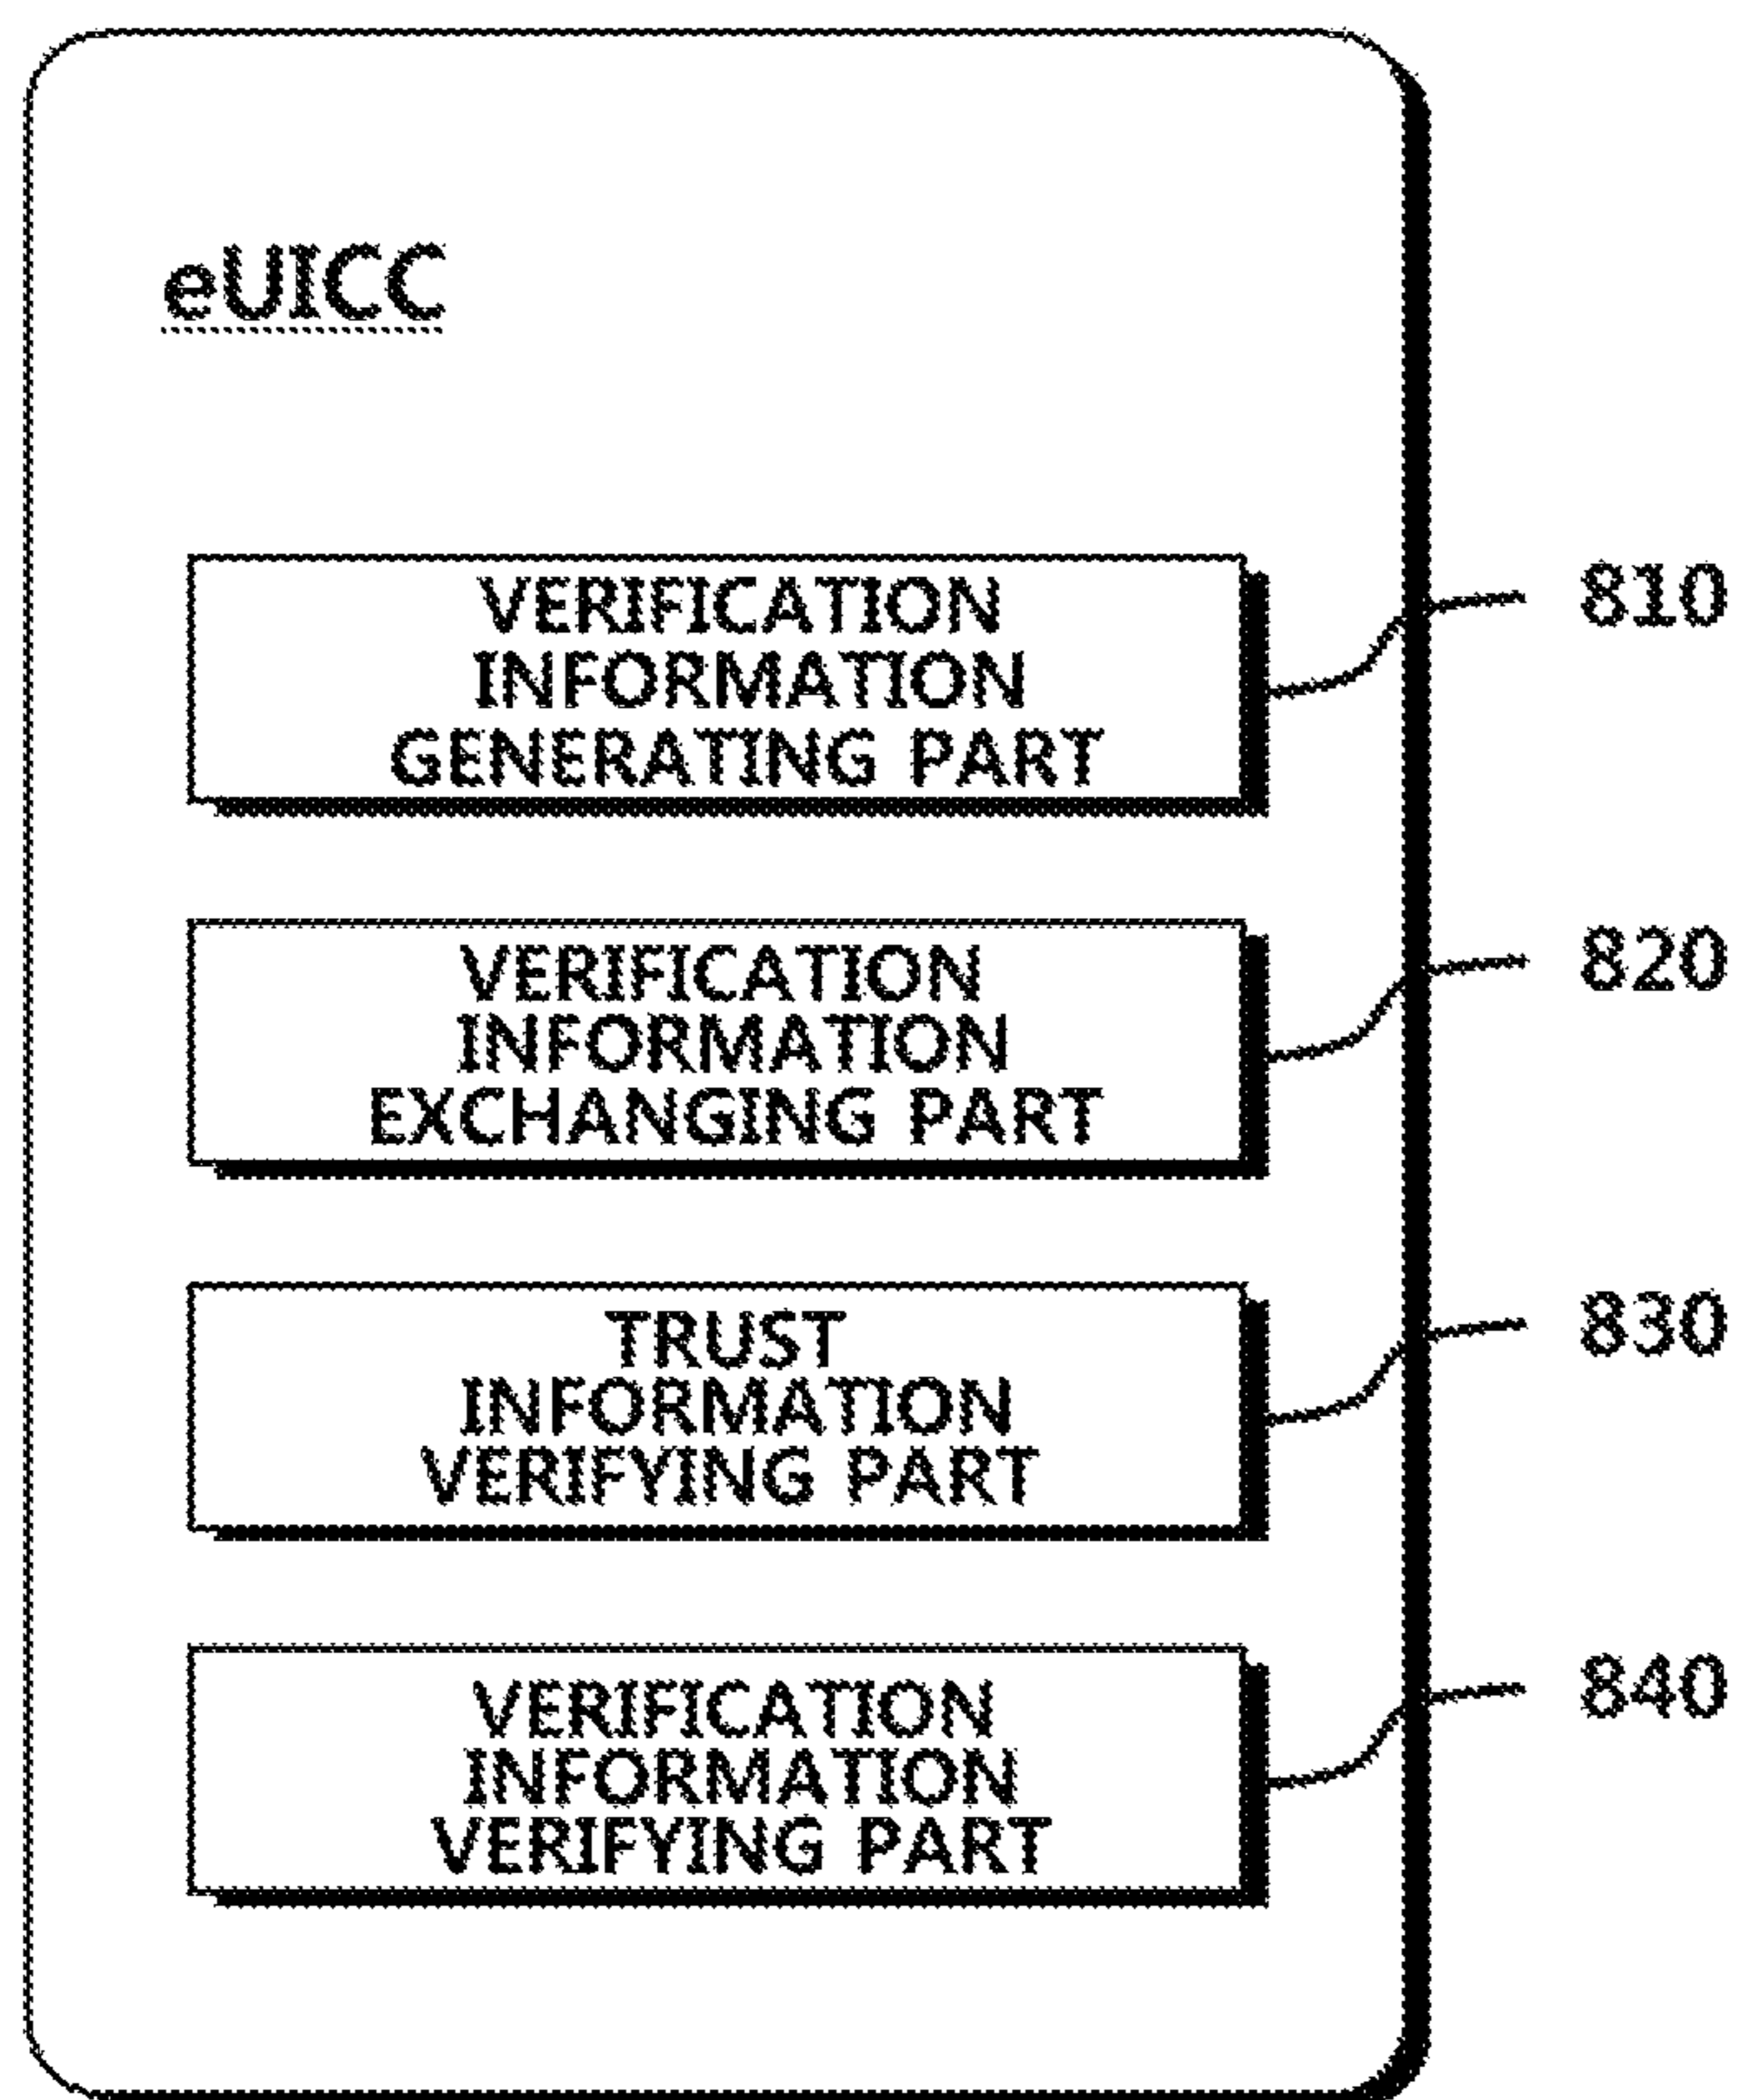 eUICC
VERIFICATION
INFORMATION
GENERATING PART
810
VERIFICATION
INFORMATION
EXCHANGING PART
820
TRUST
INFORMATION
VERIFYING PART
830
VERIFICATION
INFORMATION
VERIFYING PART
840